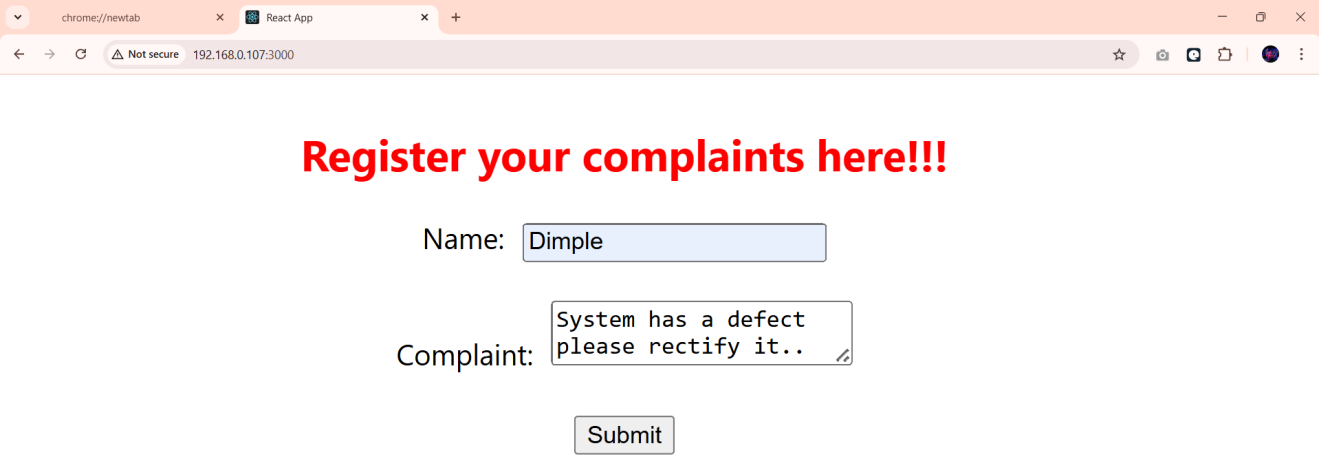 chrome://newtab
React App
Not secure
192.168.0.107:3000
Register your complaints here!!!
Name: Dimple
Complaint: System has a defect
please rectify it..
Submit